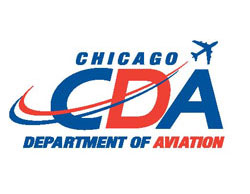 CHICAGO
CDA
DEPARTMENT OF AVIATION